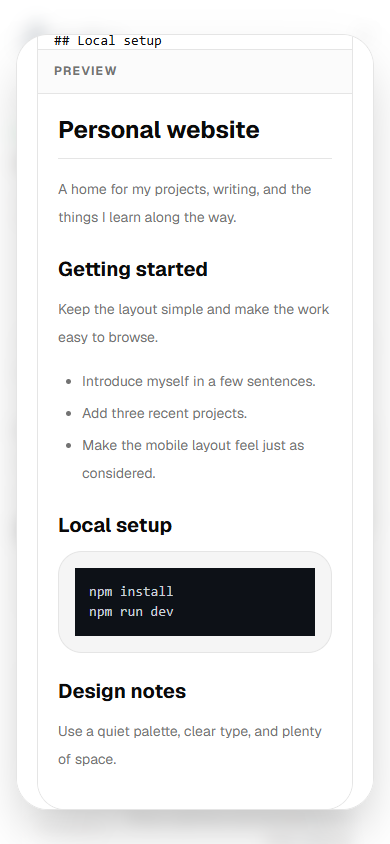 ## Local setup
PREVIEW
Personal website
A home for my projects, writing, and the
things I learn along the way.
Getting started
Keep the layout simple and make the work
easy to browse.
• Introduce myself in a few sentences.
• Add three recent projects.
• Make the mobile layout feel just as
considered.
Local setup
npm install
npm run dev
Design notes
Use a quiet palette, clear type, and plenty
of space.